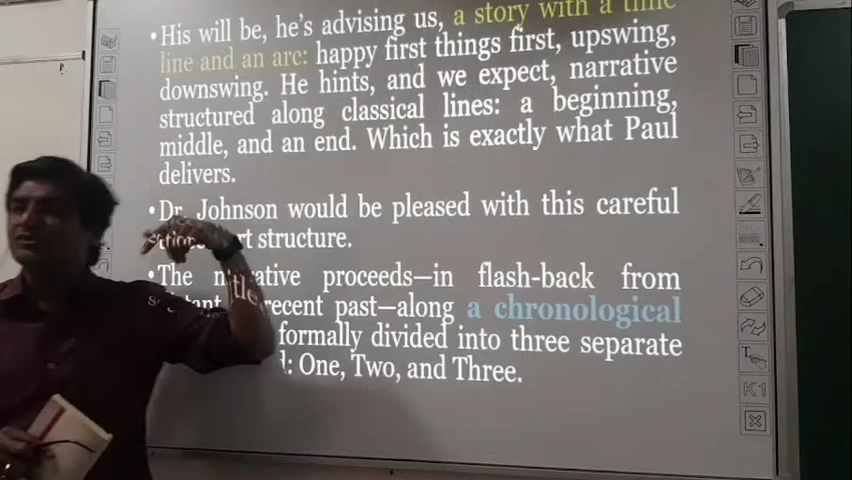 •His will be, he's advising us, a story with a time
line and an arc: happy first things first, upswing,
downswing. He hints, and we expect, narrative
structured along classical lines: a beginning,
middle, and an end. Which is exactly what Paul
delivers.
•Dr. Johnson would be pleased with this careful
structure.
•The narrative proceeds—in flash-back from
recent past—along a chronological
formally divided into three separate
: One, Two, and Three.
K1